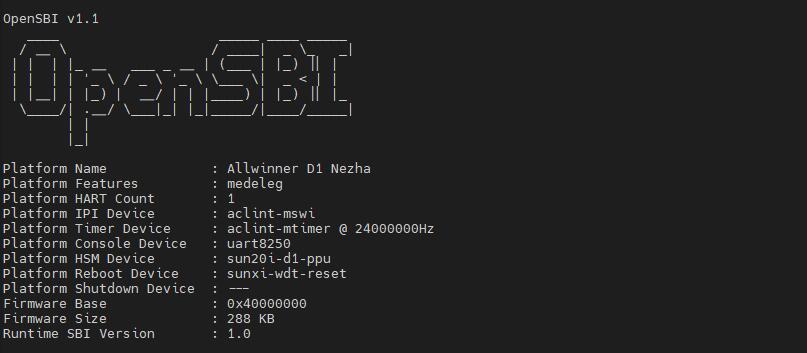 OpenSBI v1.1
OpenSBI
Platform Name : Allwinner D1 Nezha
Platform Features : medeleg
Platform HART Count : 1
Platform IPI Device : aclint-mswi
Platform Timer Device : aclint-mtimer @ 24000000Hz
Platform Console Device : uart8250
Platform HSM Device : sun20i-d1-ppu
Platform Reboot Device : sunxi-wdt-reset
Platform Shutdown Device : ---
Firmware Base : 0x40000000
Firmware Size : 288 KB
Runtime SBI Version : 1.0